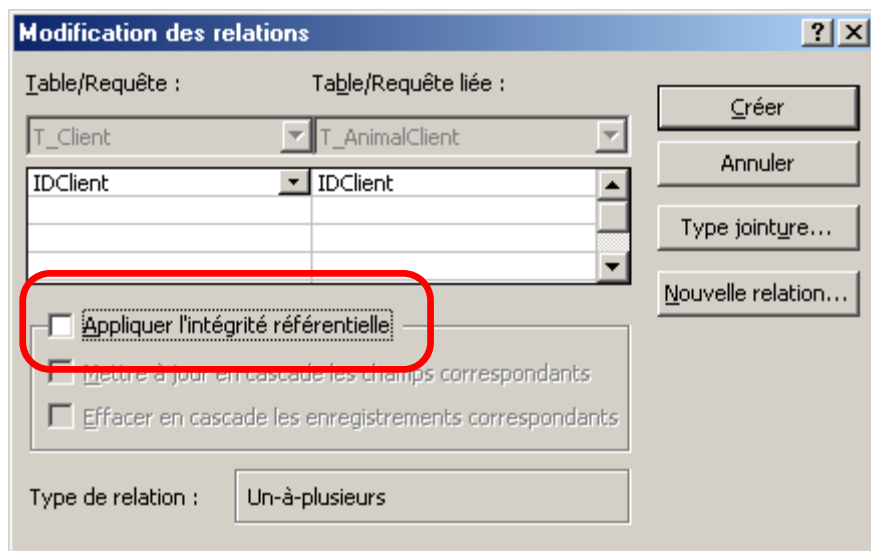 Modification des relations
Table/Requête :
Table/Requête liée :
Créer
T_Client
T_AnimalClient
Annuler
IDClient
IDClient
Type jointure...
Nouvelle relation...
Appliquer l'intégrité référentielle
Mettre à jour en cascade les champs correspondants
Effacer en cascade les enregistrements correspondants
Type de relation :
Un-à-plusieurs